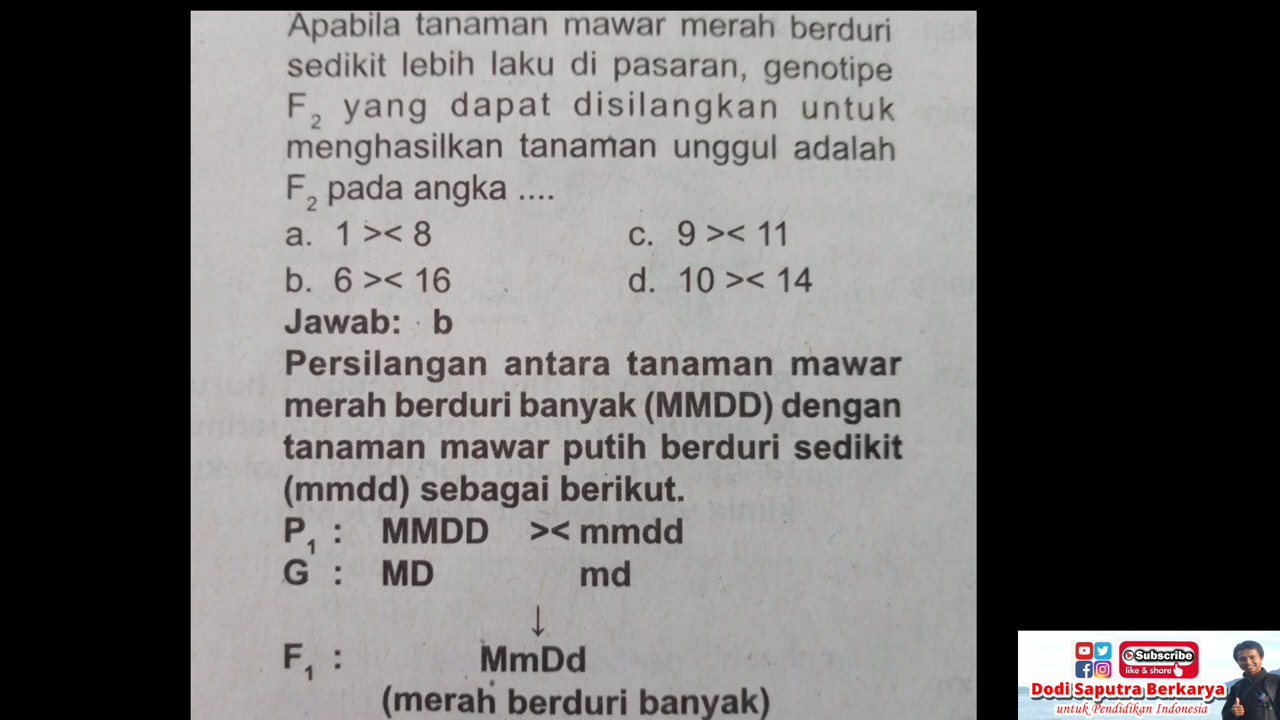 Apabila tanaman mawar merah berduri
sedikit lebih laku di pasaran, genotipe
F₂ yang dapat disilangkan untuk
menghasilkan tanaman unggul adalah
F₂ pada angka ....
a. 1 >< 8 c. 9 >< 11
b. 6 >< 16 d. 10 >< 14
Jawab: b
Persilangan antara tanaman mawar
merah berduri banyak (MMDD) dengan
tanaman mawar putih berduri sedikit
(mmdd) sebagai berikut.
P₁ : MMDD >< mmdd
G : MD md
↓
F₁ : MmDd
(merah berduri banyak)
Subscribe
like & share
Dodi Saputra Berkarya
untuk Pendidikan Indonesia